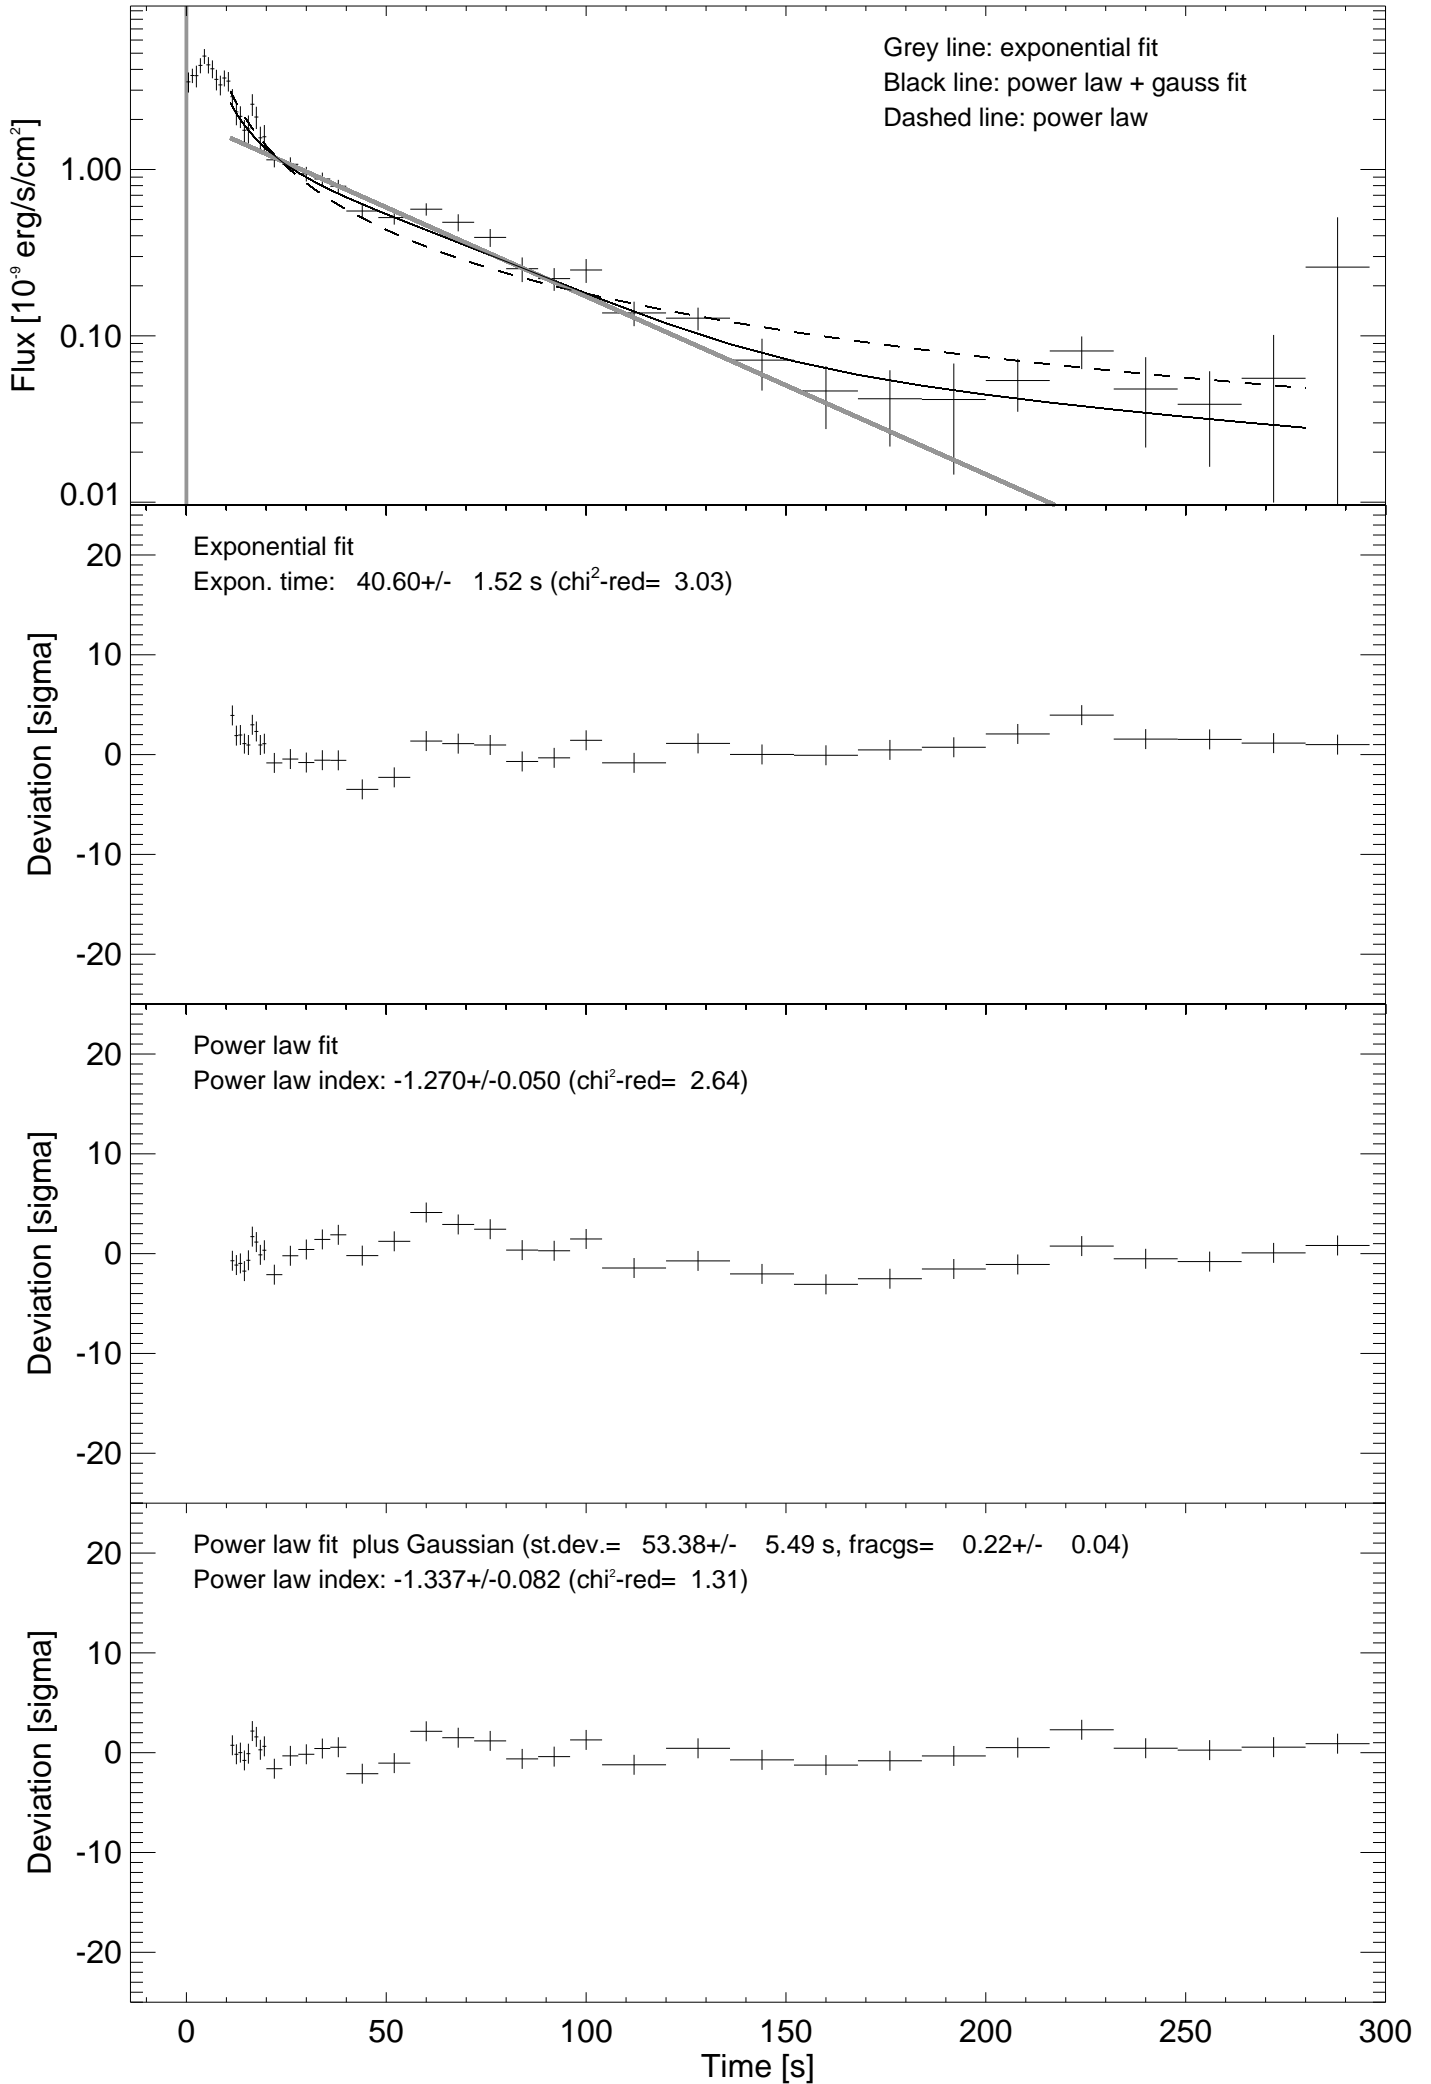 Grey line: exponential fit
Black line: power law + gauss fit
Dashed line: power law
Flux [10⁻⁹ erg/s/cm²]
1.00
0.10
0.01
Exponential fit
Expon. time: 40.60+/- 1.52 s (chi²-red= 3.03)
Deviation [sigma]
20
10
0
-10
-20
Power law fit
Power law index: -1.270+/-0.050 (chi²-red= 2.64)
Deviation [sigma]
20
10
0
-10
-20
Power law fit plus Gaussian (st.dev.= 53.38+/- 5.49 s, fracgs= 0.22+/- 0.04)
Power law index: -1.337+/-0.082 (chi²-red= 1.31)
Deviation [sigma]
20
10
0
-10
-20
0 50 100 150 200 250 300
Time [s]